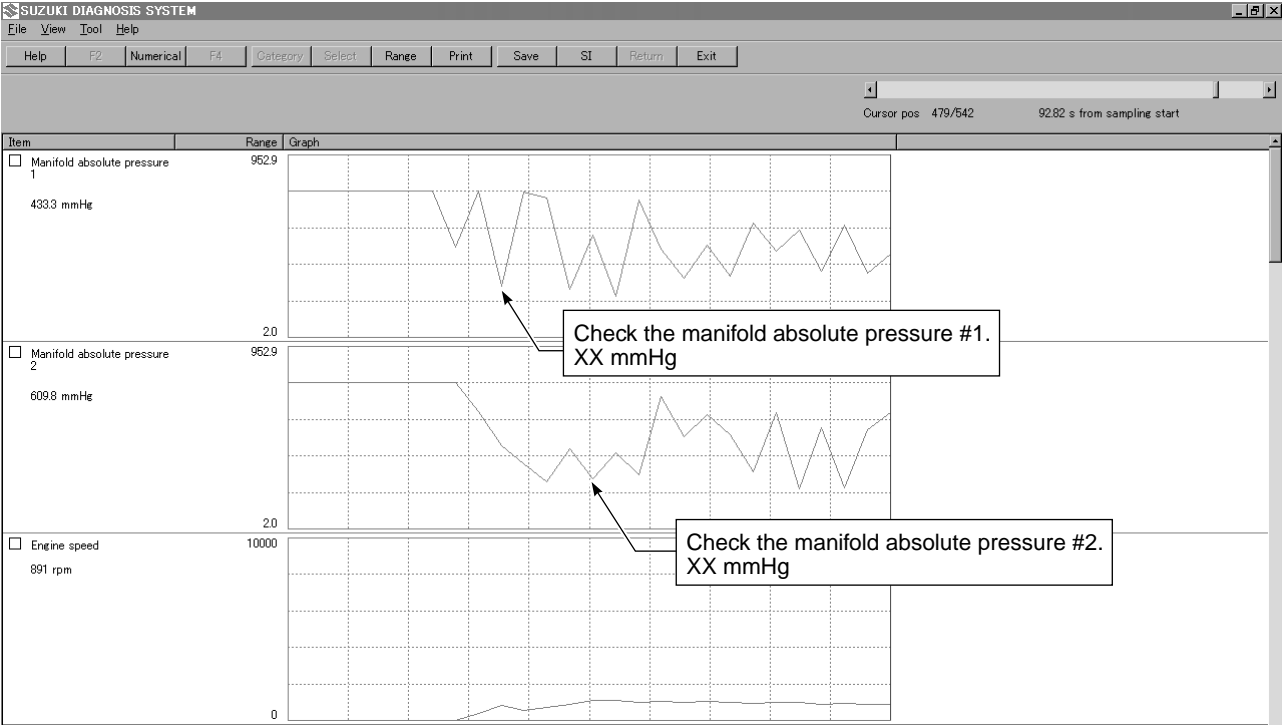 SUZUKI DIAGNOSIS SYSTEM
File View Tool Help
Help F2 Numerical F4 Category Select Range Print Save SI Return Exit
Cursor pos 479/542 92.82 s from sampling start
Item Range Graph
Manifold absolute pressure 952.9
1
433.3 mmHg
2.0
Check the manifold absolute pressure #1.
XX mmHg
Manifold absolute pressure 952.9
2
609.8 mmHg
2.0
Check the manifold absolute pressure #2.
XX mmHg
Engine speed 10000
891 rpm
0